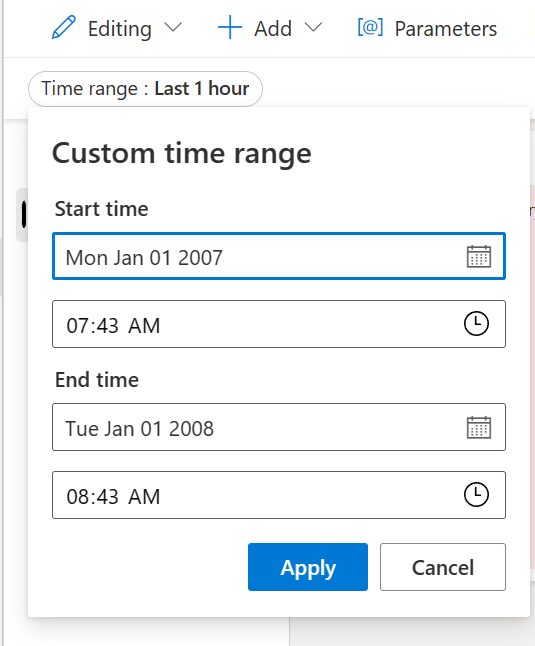 Editing Add [@] Parameters
Time range : Last 1 hour
Custom time range
Start time
Mon Jan 01 2007
07:43 AM
End time
Tue Jan 01 2008
08:43 AM
Apply Cancel